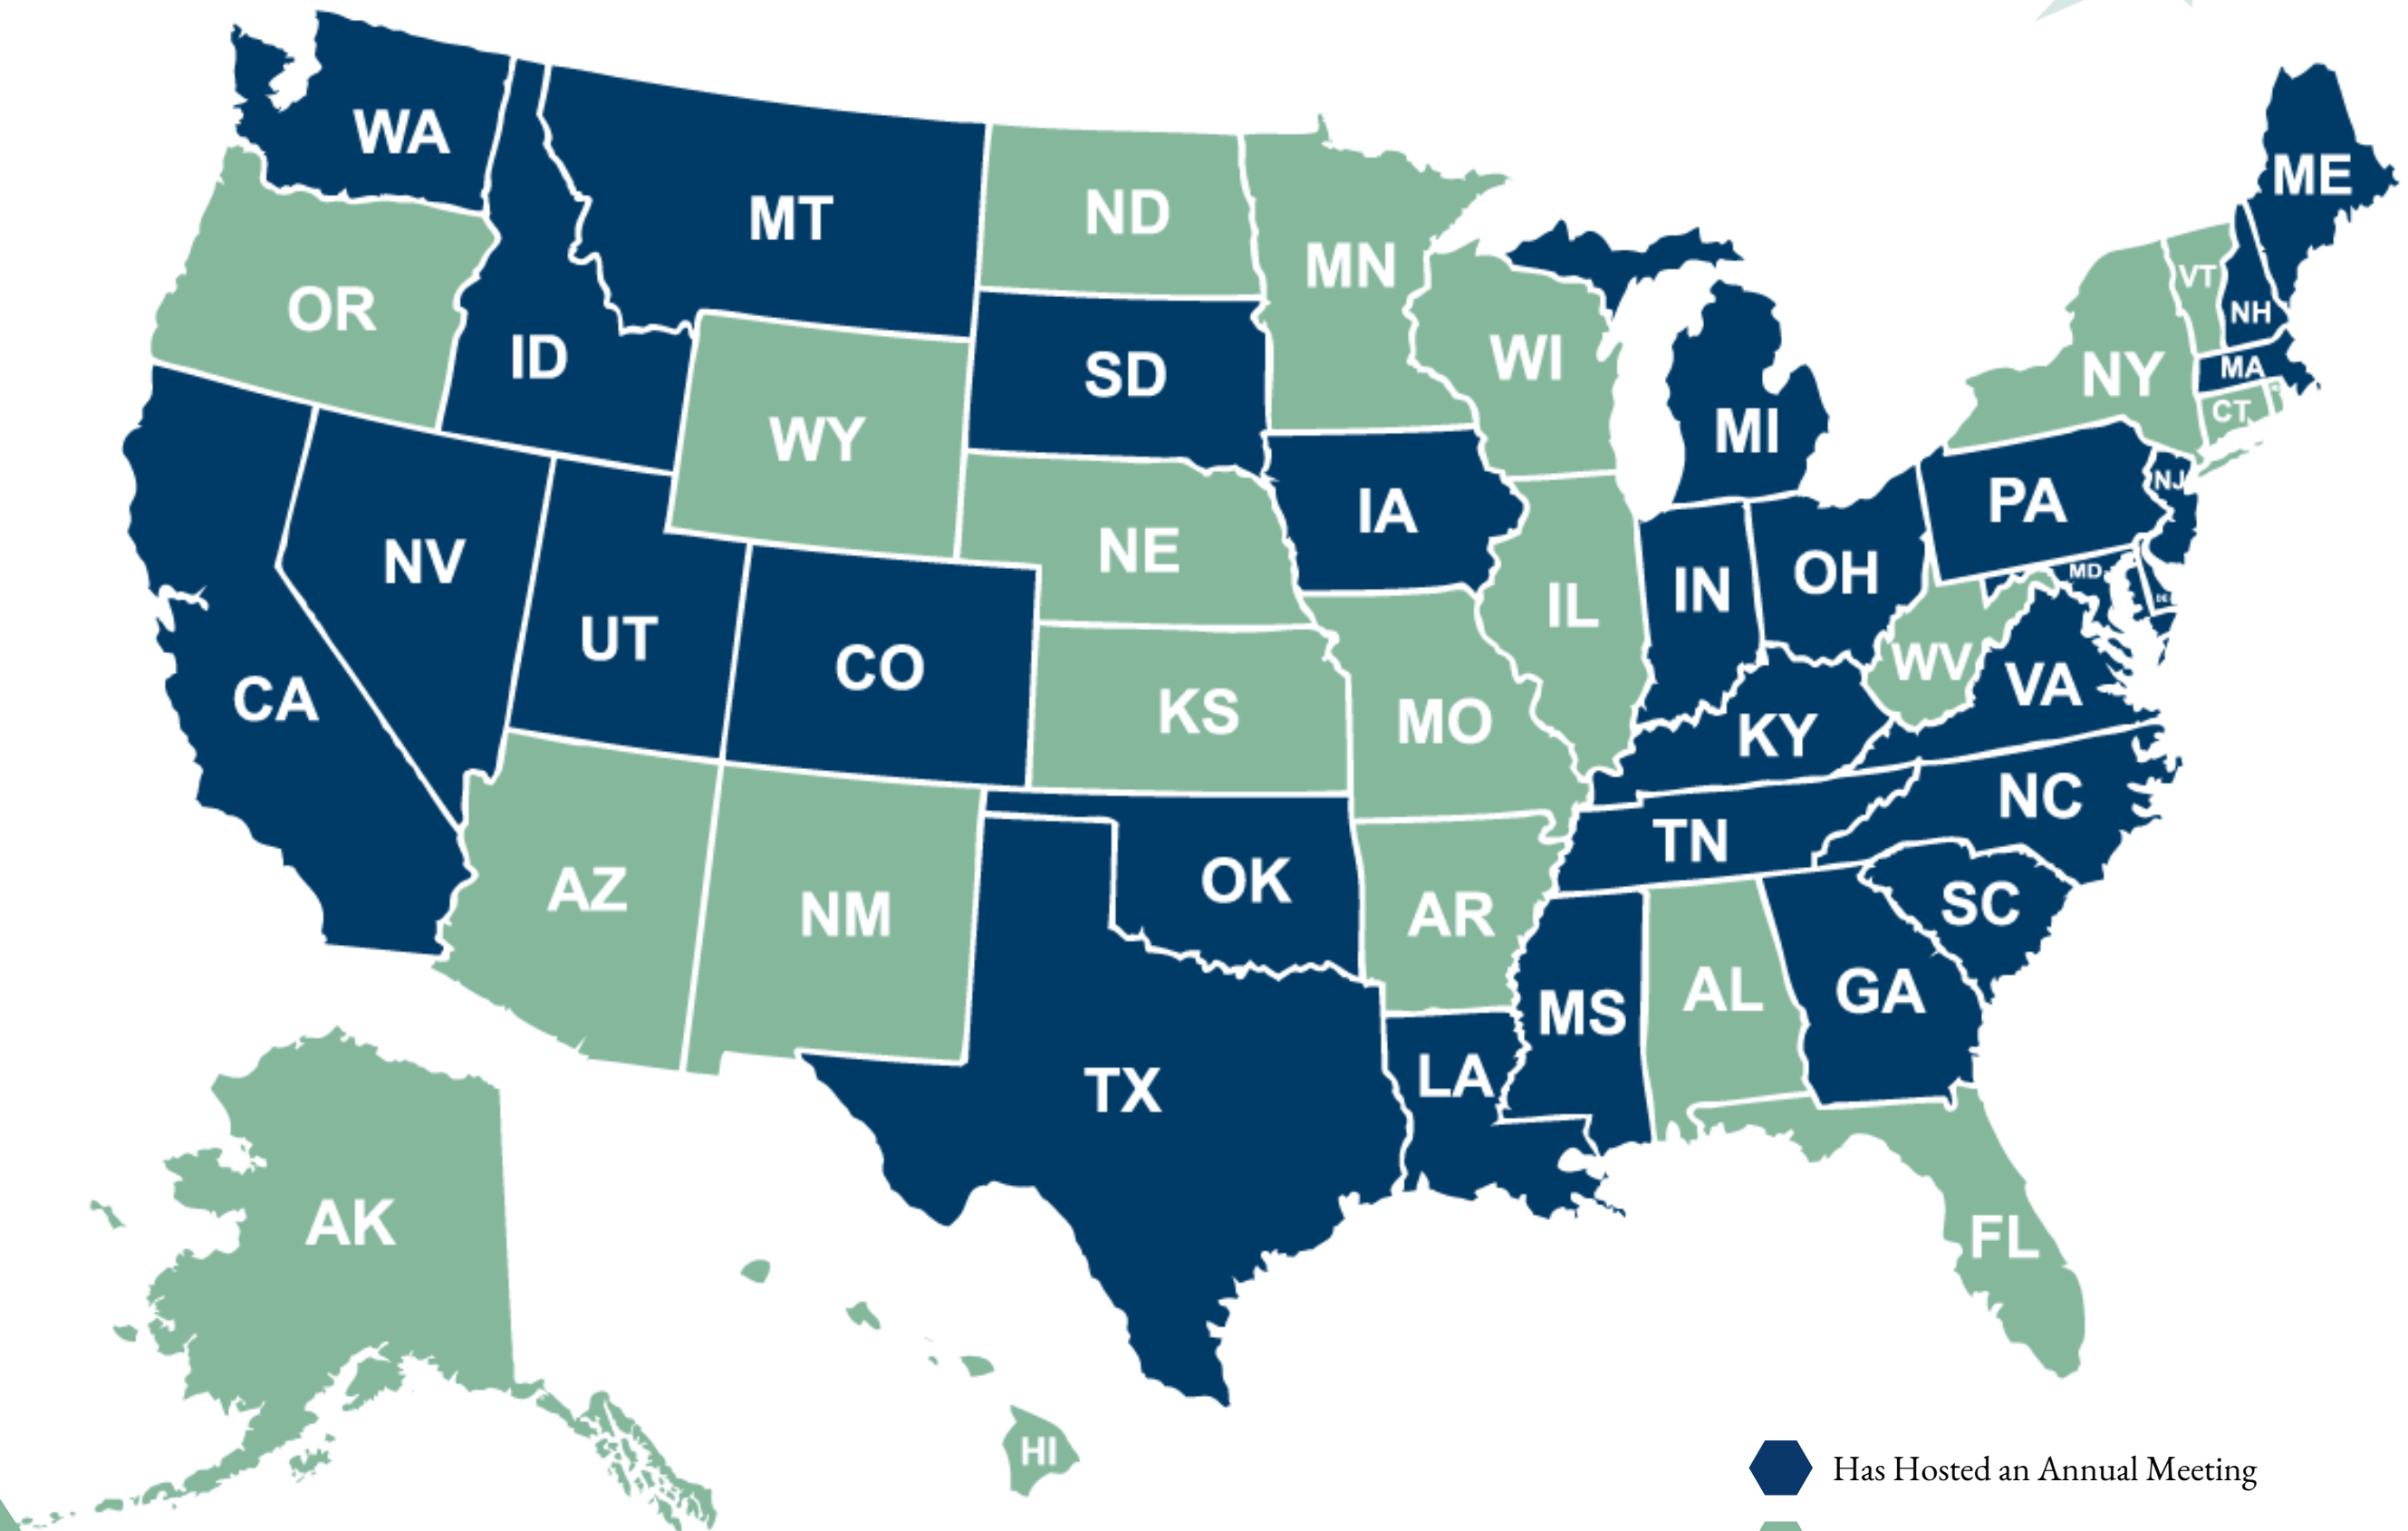 WA
MT
ND
MN
ME
OR
ID
SD
WI
VT
NH
NY
MA
CT
WY
MI
IA
PA
NJ
NV
NE
IL
IN
OH
MD
DE
UT
CO
KS
MO
WV
VA
CA
KY
NC
TN
AZ
NM
OK
AR
SC
MS
AL
GA
TX
LA
AK
FL
HI
Has Hosted an Annual Meeting